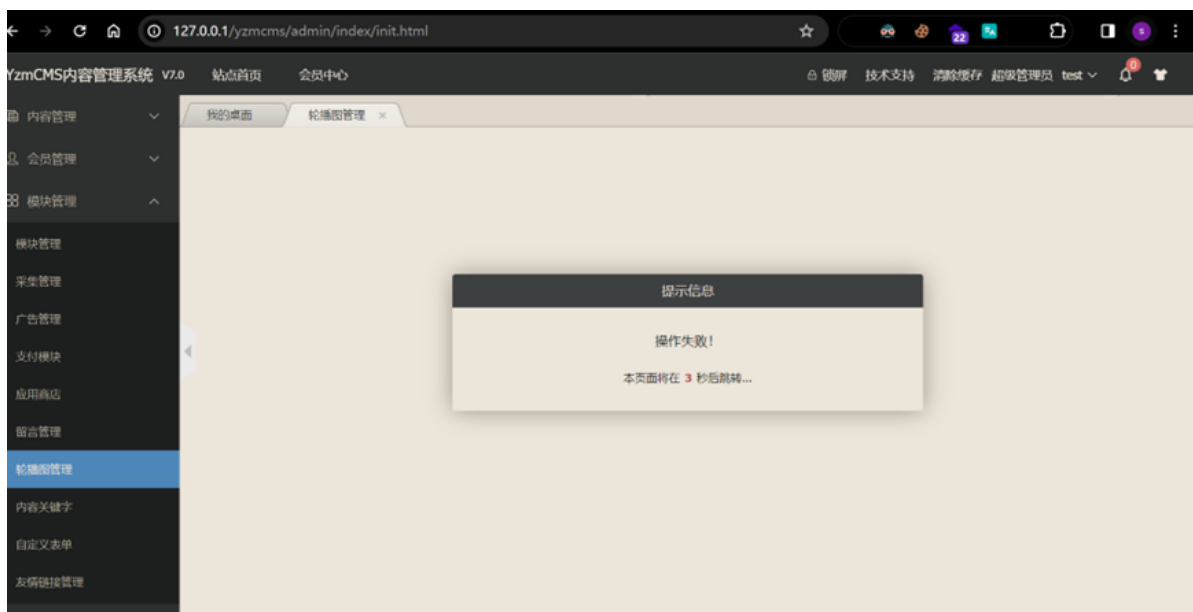 127.0.0.1/yzmcms/admin/index/init.html
22
s
YzmCMS内容管理系统 V7.0 站点首页 会员中心 锁屏 技术支持 清除缓存 超级管理员 test 0
内容管理
我的桌面 轮播图管理 ×
会员管理
模块管理
模块管理
采集管理
广告管理
支付模块
应用商店
留言管理
轮播图管理
内容关键字
自定义表单
友情链接管理
提示信息
操作失败!
本页面将在 3 秒后跳转...